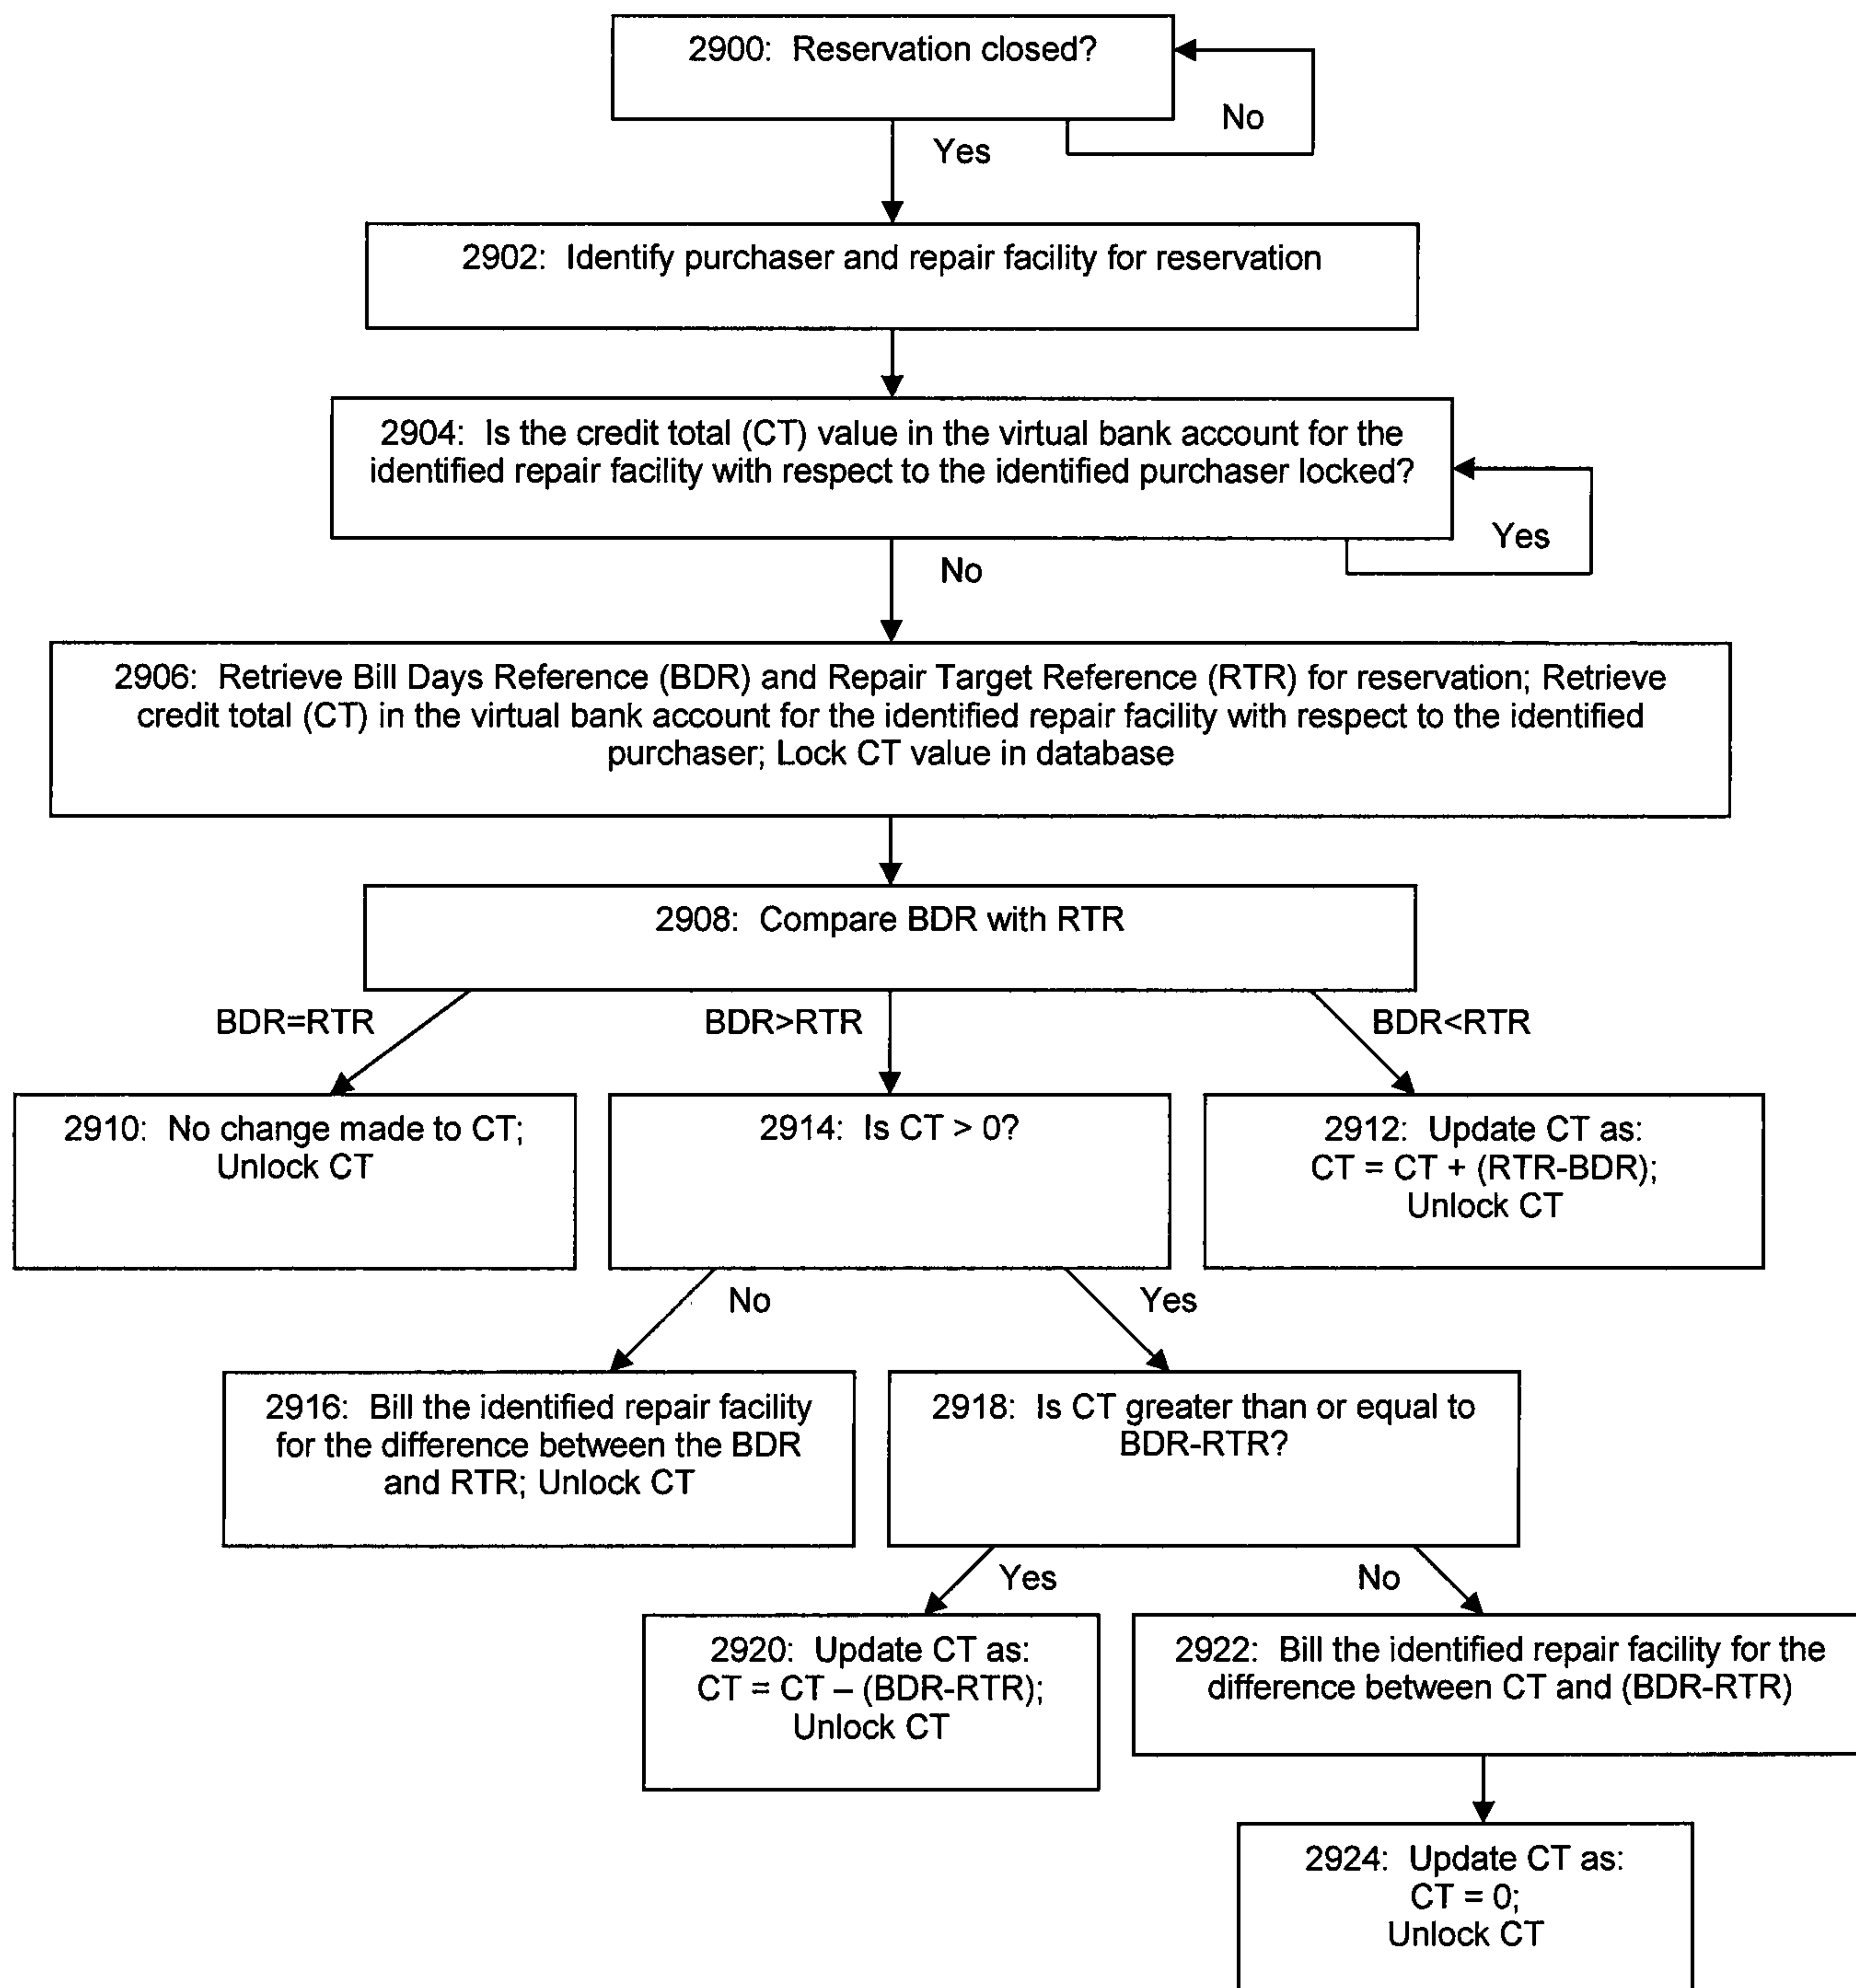 2900: Reservation closed?
No
Yes
2902: Identify purchaser and repair facility for reservation
2904: Is the credit total (CT) value in the virtual bank account for the
identified repair facility with respect to the identified purchaser locked?
Yes
No
2906: Retrieve Bill Days Reference (BDR) and Repair Target Reference (RTR) for reservation; Retrieve
credit total (CT) in the virtual bank account for the identified repair facility with respect to the identified
purchaser; Lock CT value in database
2908: Compare BDR with RTR
BDR=RTR
BDR>RTR
BDR<RTR
2910: No change made to CT;
Unlock CT
2914: Is CT > 0?
2912: Update CT as:
CT = CT + (RTR-BDR);
Unlock CT
No
Yes
2916: Bill the identified repair facility
for the difference between the BDR
and RTR; Unlock CT
2918: Is CT greater than or equal to
BDR-RTR?
Yes
No
2920: Update CT as:
CT = CT – (BDR-RTR);
Unlock CT
2922: Bill the identified repair facility for the
difference between CT and (BDR-RTR)
2924: Update CT as:
CT = 0;
Unlock CT